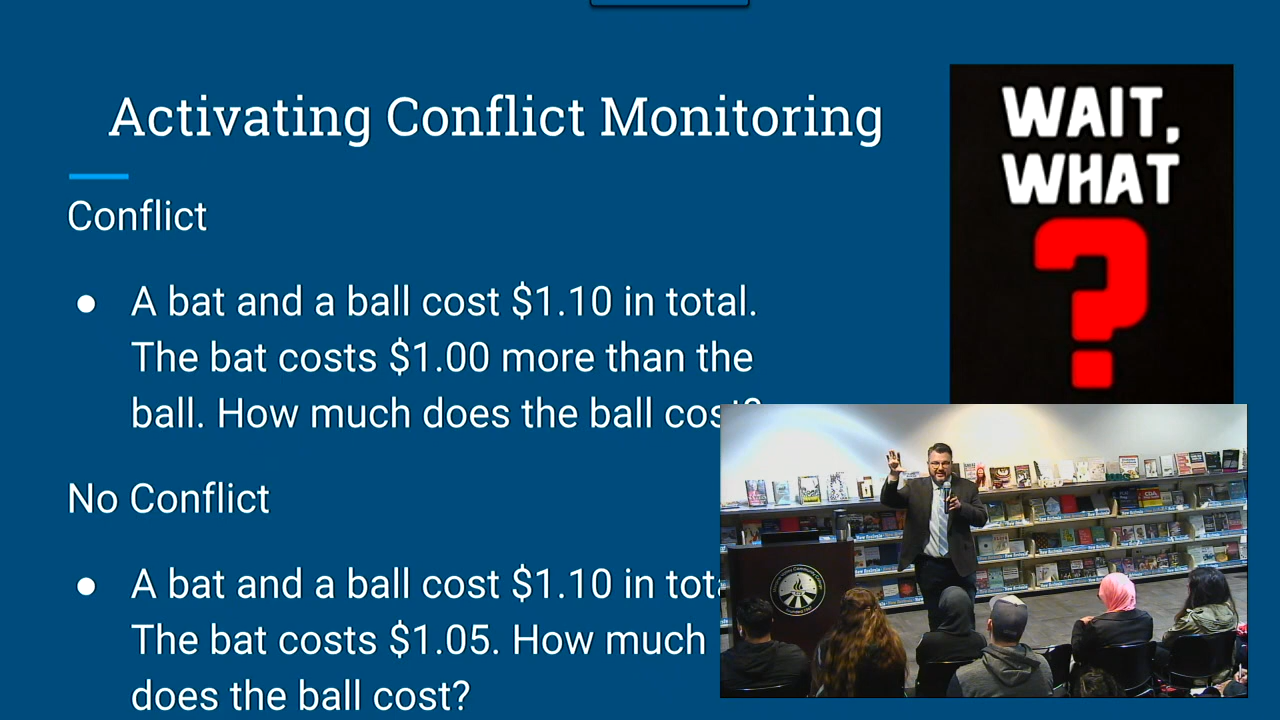 Activating Conflict Monitoring
WAIT,
WHAT
?
Conflict
● A bat and a ball cost $1.10 in total.
The bat costs $1.00 more than the
ball. How much does the ball cost?
No Conflict
● A bat and a ball cost $1.10 in
The bat costs $1.05. How much
does the ball cost?